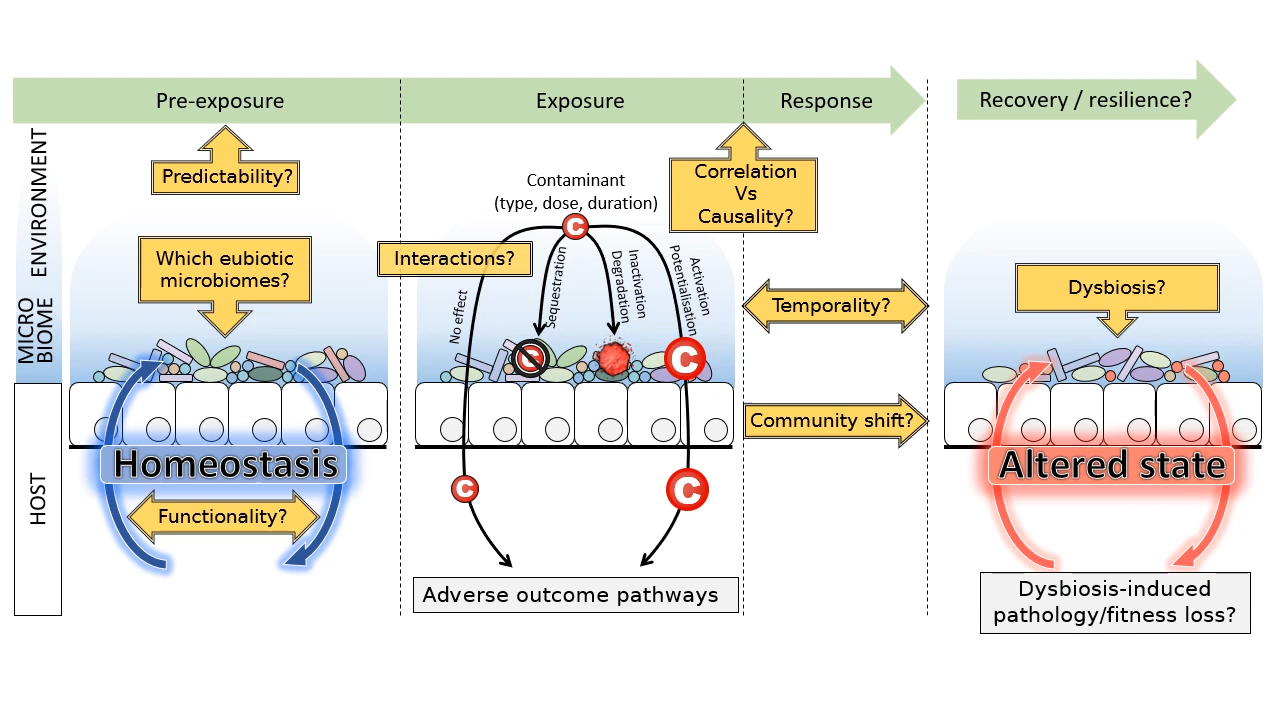 Pre-exposure
Exposure
Response
Recovery / resilience?
ENVIRONMENT
MICRO
BIOME
HOST
Predictability?
Which eubiotic
microbiomes?
Homeostasis
Functionality?
Contaminant
(type, dose, duration)
C
Interactions?
No effect
Sequestration
Inactivation
Degradation
Activation
Potentialisation
C
C
C
C
Adverse outcome pathways
Correlation
Vs
Causality?
Temporality?
Community shift?
Dysbiosis?
Altered state
Dysbiosis-induced
pathology/fitness loss?